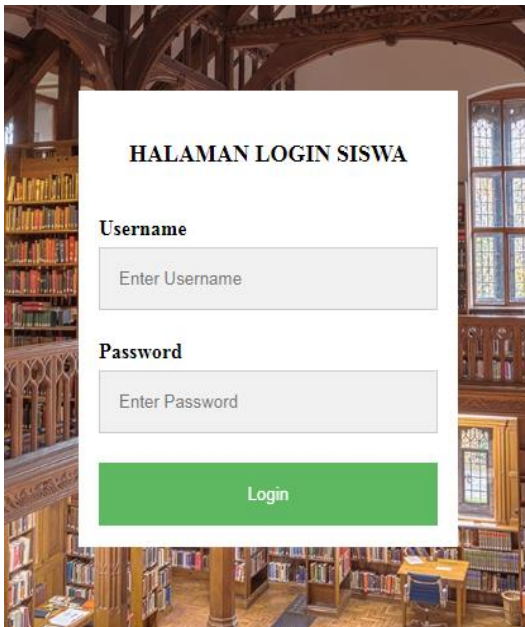 HALAMAN LOGIN SISWA
Username
Enter Username
Password
Enter Password
Login